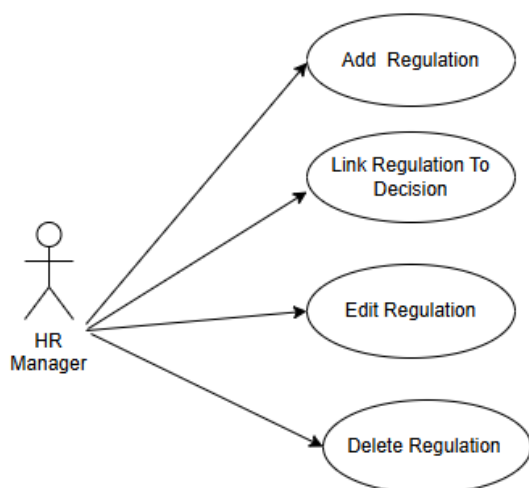 Add Regulation
Link Regulation To
Decision
HR
Manager
Edit Regulation
Delete Regulation